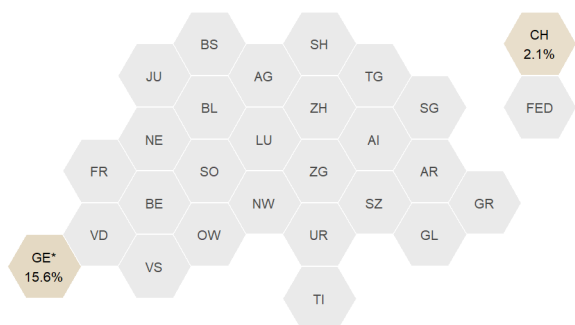 BS
SH
CH
2.1%
JU
AG
TG
BL
ZH
SG
FED
NE
LU
AI
FR
SO
ZG
AR
BE
NW
SZ
GR
VD
OW
UR
GL
GE*
15.6%
VS
TI